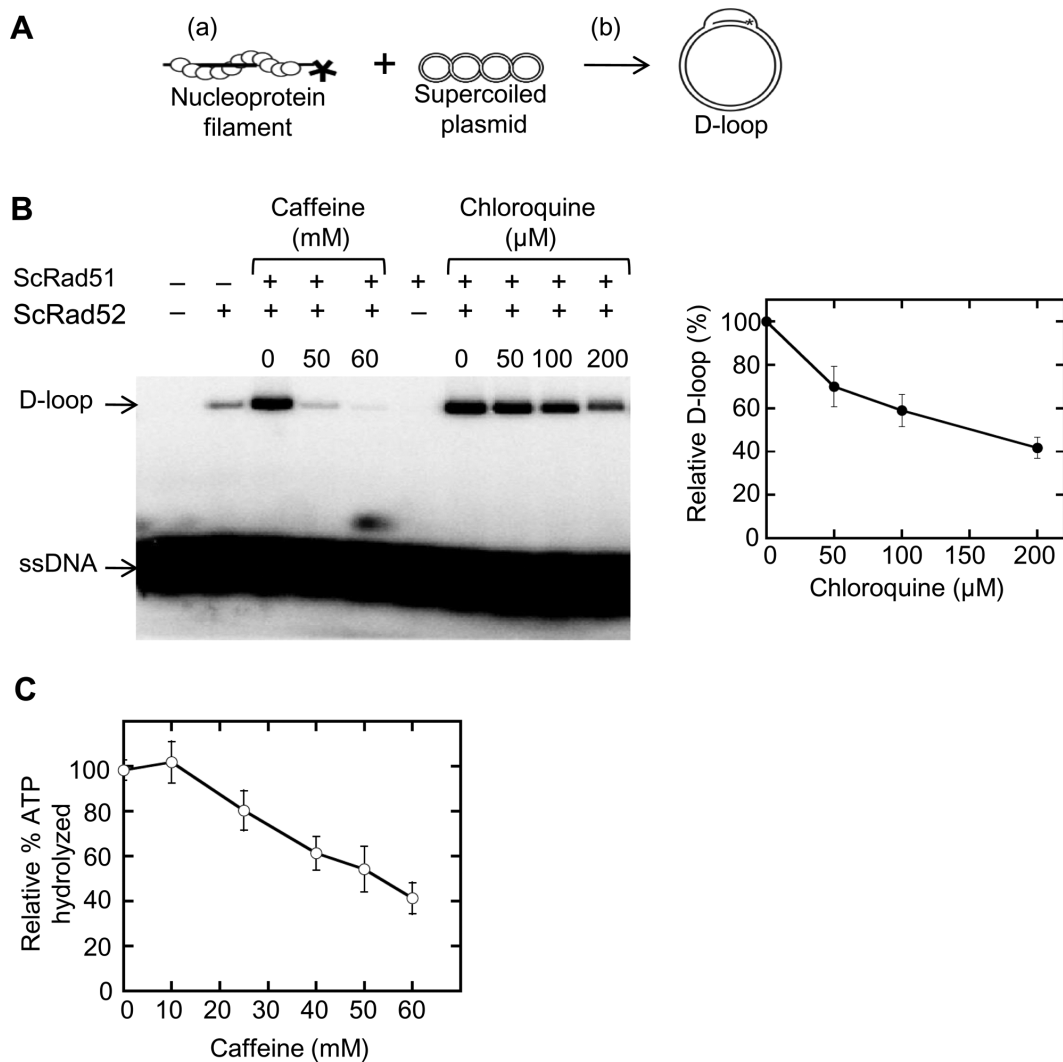 A
(a)
(b)
+
Nucleoprotein
filament
Supercoiled
plasmid
D-loop
B
Caffeine
(mM)
Chloroquine
(µM)
ScRad51 – – + + + + + + + +
ScRad52 – + + + + – + + + +
0 50 60 0 50 100 200
D-loop
ssDNA
Relative D-loop (%)
100
80
60
40
20
0
0 50 100 150 200
Chloroquine (µM)
C
Relative % ATP
hydrolyzed
100
80
60
40
20
0
0 10 20 30 40 50 60
Caffeine (mM)